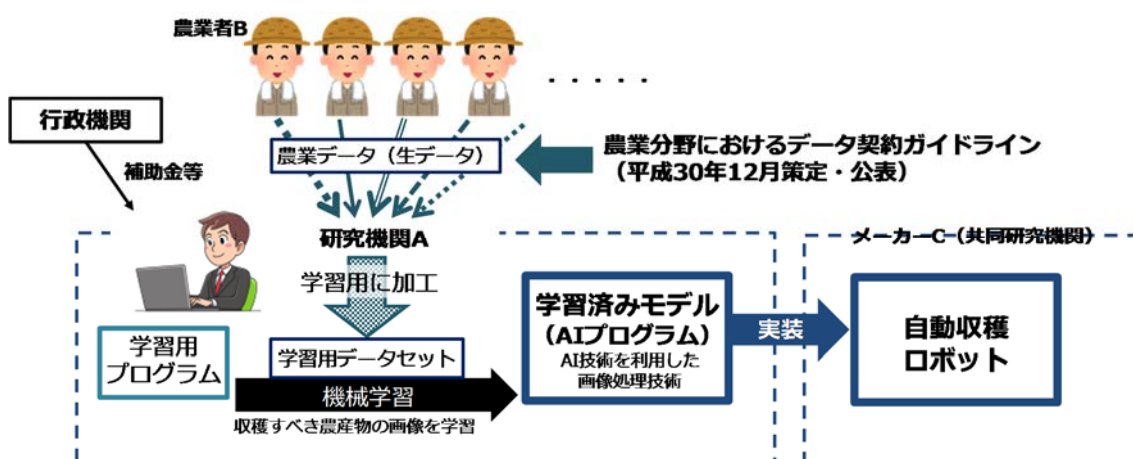 農業者B
・・・・・
行政機関
補助金等
農業データ（生データ）
農業分野におけるデータ契約ガイドライン
（平成30年12月策定・公表）
研究機関A
メーカーC（共同研究機関）
学習用に加工
学習用
プログラム
学習用データセット
機械学習
収穫すべき農産物の画像を学習
学習済みモデル
（AIプログラム）
AI技術を利用した
画像処理技術
実装
自動収穫
ロボット